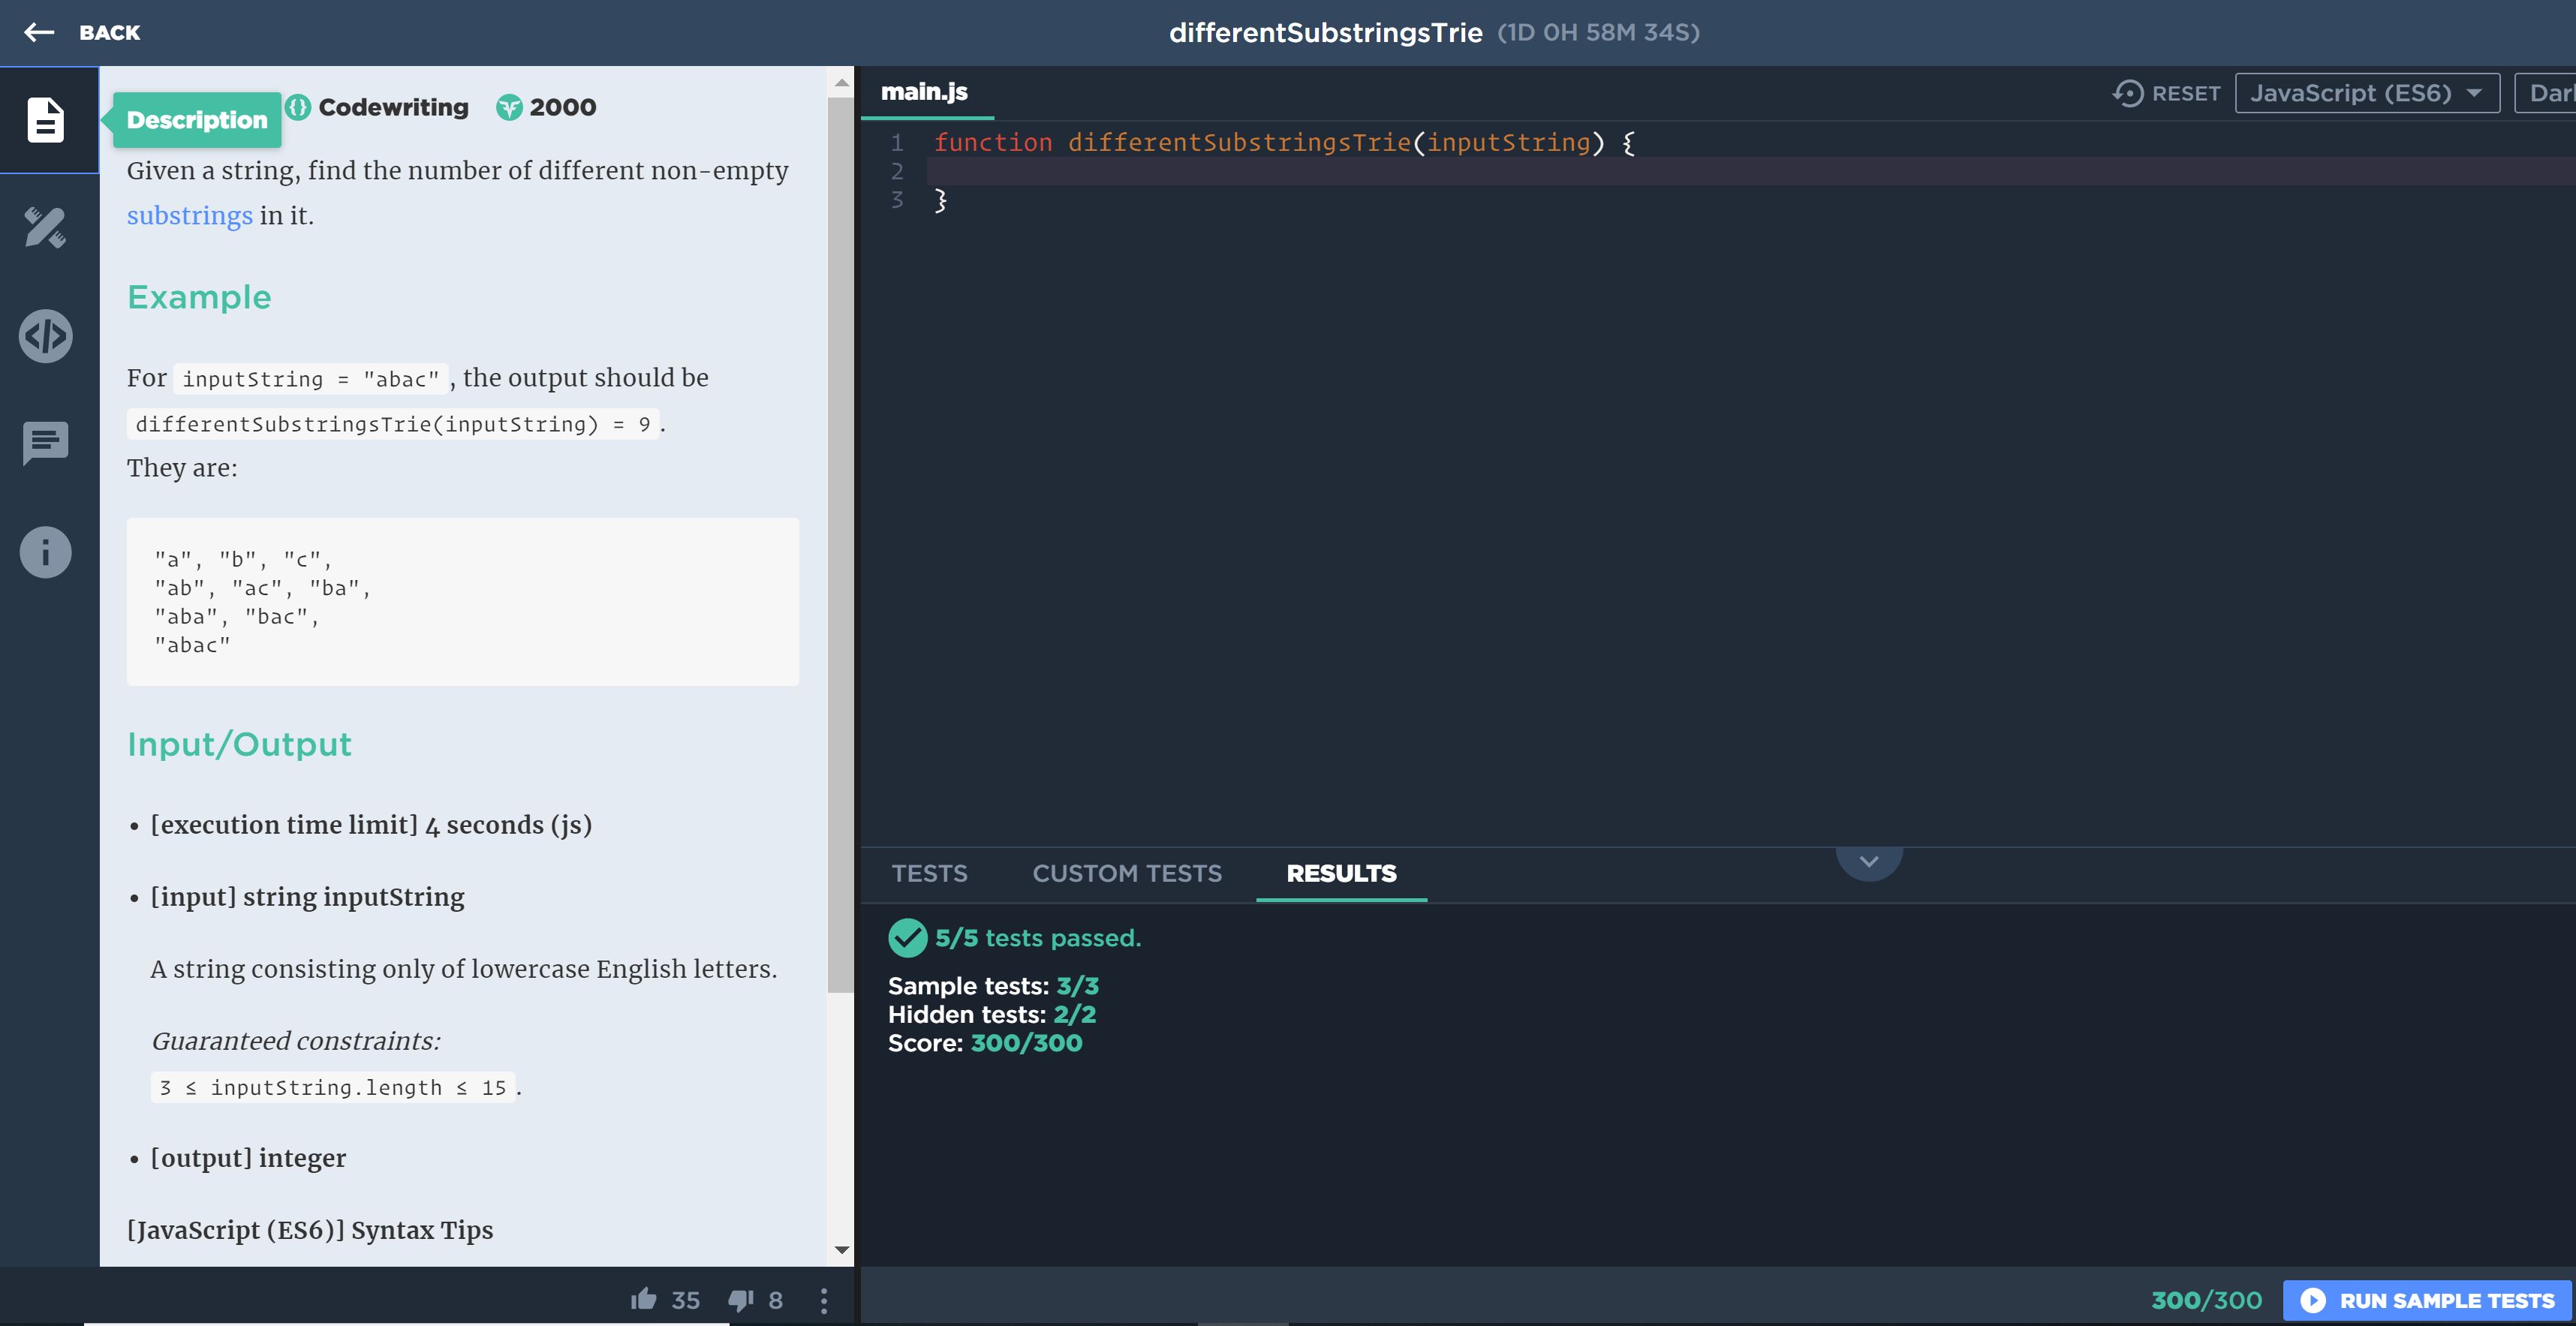 BACK
differentSubstringsTrie (1D 0H 58M 34S)
Description
Codewriting 2000
Given a string, find the number of different non-empty
substrings in it.
Example
For inputString = "abac", the output should be
differentSubstringsTrie(inputString) = 9.
They are:
"a", "b", "c",
"ab", "ac", "ba",
"aba", "bac",
"abac"
Input/Output
• [execution time limit] 4 seconds (js)
• [input] string inputString
A string consisting only of lowercase English letters.
Guaranteed constraints:
3 ≤ inputString.length ≤ 15.
• [output] integer
[JavaScript (ES6)] Syntax Tips
35 8
main.js
RESET JavaScript (ES6)
1 function differentSubstringsTrie(inputString) {
2
3 }
TESTS CUSTOM TESTS RESULTS
5/5 tests passed.
Sample tests: 3/3
Hidden tests: 2/2
Score: 300/300
300/300 RUN SAMPLE TESTS